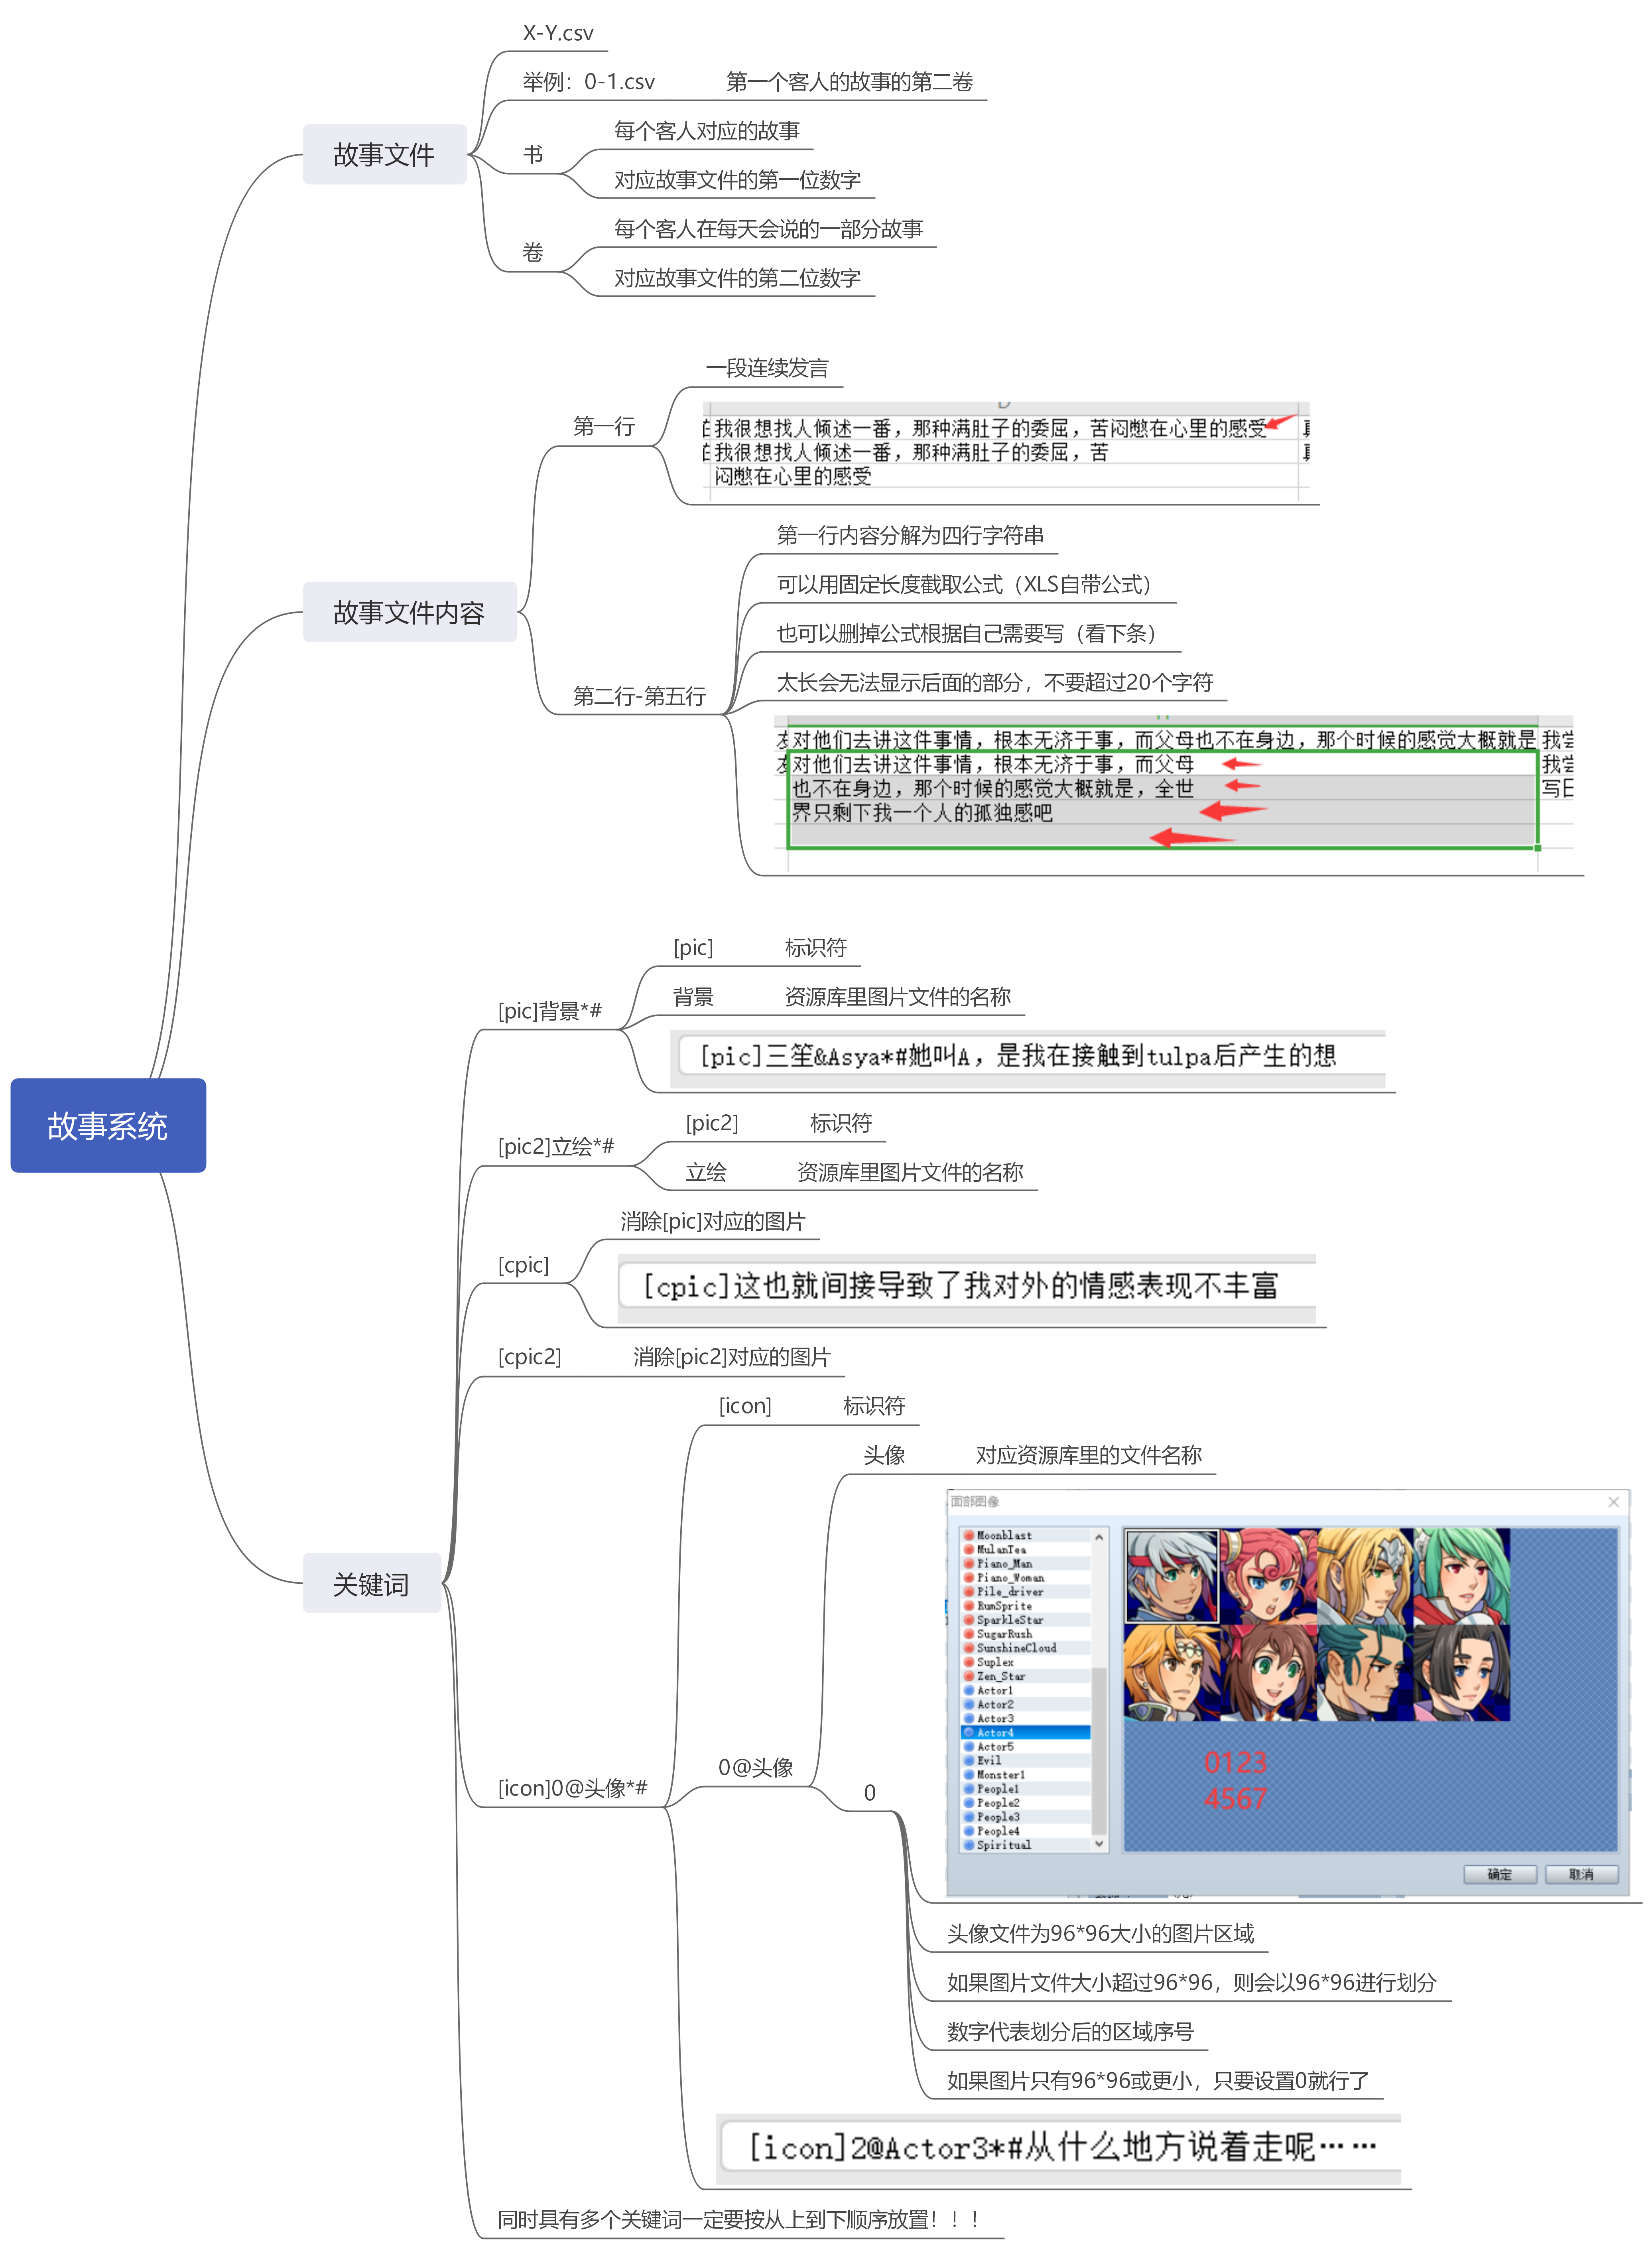 故事系统
故事文件
X-Y.csv
举例：0-1.csv 第一个客人的故事的第二卷
书
每个客人对应的故事
对应故事文件的第一位数字
卷
每个客人在每天会说的一部分故事
对应故事文件的第二位数字
故事文件内容
第一行
一段连续发言
我很想找人倾述一番，那种满肚子的委屈，苦闷憋在心里的感受
我很想找人倾述一番，那种满肚子的委屈，苦
闷憋在心里的感受
第二行-第五行
第一行内容分解为四行字符串
可以用固定长度截取公式（XLS自带公式）
也可以删掉公式根据自己需要写（看下条）
太长会无法显示后面的部分，不要超过20个字符
对他们去讲这件事情，根本无济于事，而父母也不在身边，那个时候的感觉大概就是 我尝
对他们去讲这件事情，根本无济于事，而父母 我尝
也不在身边，那个时候的感觉大概就是，全世 写日
界只剩下我一个人的孤独感吧
关键词
[pic]背景*#
[pic] 标识符
背景 资源库里图片文件的名称
[pic]三笙&Asya*#她叫A，是我在接触到tulpa后产生的想
[pic2]立绘*#
[pic2] 标识符
立绘 资源库里图片文件的名称
[cpic]
消除[pic]对应的图片
[cpic]这也就间接导致了我对外的情感表现不丰富
[cpic2] 消除[pic2]对应的图片
[icon]0@头像*#
[icon] 标识符
0@头像
头像 对应资源库里的文件名称
0
面部图像
Moonblast
MulanTea
Piano_Man
Piano_Woman
Pile_driver
RumSprite
SparkleStar
SugarRush
SunshineCloud
Suplex
Zen_Star
Actor1
Actor2
Actor3
Actor4
Actor5
Evil
Monster1
People1
People2
People3
People4
Spiritual
0123
4567
确定 取消
头像文件为96*96大小的图片区域
如果图片文件大小超过96*96，则会以96*96进行划分
数字代表划分后的区域序号
如果图片只有96*96或更小，只要设置0就行了
[icon]2@Actor3*#从什么地方说着走呢……
同时具有多个关键词一定要按从上到下顺序放置！！！